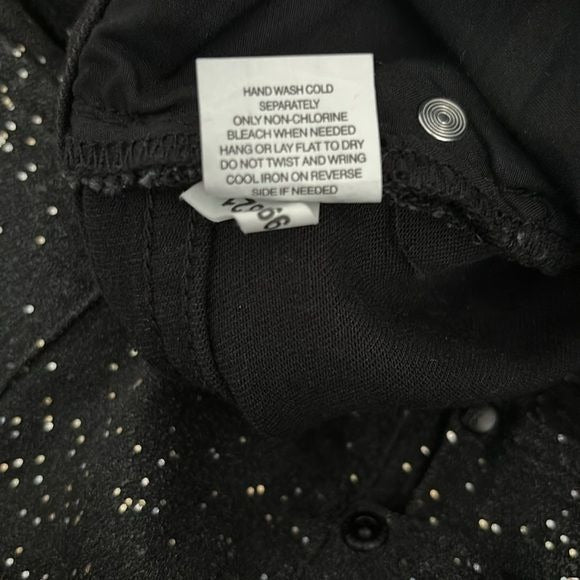 HAND WASH COLD
SEPARATELY
ONLY NON-CHLORINE
BLEACH WHEN NEEDED
HANG OR LAY FLAT TO DRY
DO NOT TWIST AND WRING
COOL IRON ON REVERSE
SIDE IF NEEDED